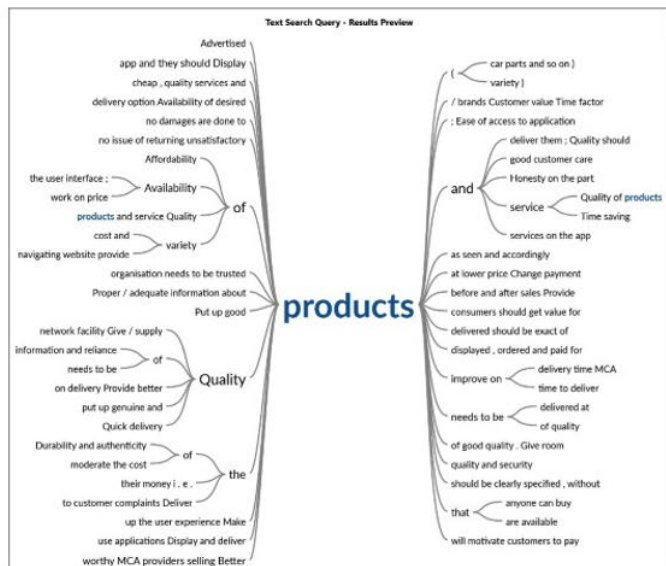 Text Search Query - Results Preview
Advertised
app and they should Display
cheap , quality services and
delivery option Availability of desired
no damages are done to
no issue of returning unsatisfactory
Affordability
the user interface ;
work on price
Availability
products and service Quality
cost and
navigating website provide
variety
of
organisation needs to be trusted
Proper / adequate information about
Put up good
network facility Give / supply
information and reliance
needs to be
of
on delivery Provide better
put up genuine and
Quick delivery
Quality
Durability and authenticity
moderate the cost
of
their money i . e .
to customer complaints Deliver
the
up the user experience Make
use applications Display and deliver
worthy MCA providers selling Better
products
(
car parts and so on )
variety )
/ brands Customer value Time factor
; Ease of access to application
and
deliver them ; Quality should
good customer care
Honesty on the part
service
Quality of products
Time saving
services on the app
as seen and accordingly
at lower price Change payment
before and after sales Provide
consumers should get value for
delivered should be exact of
displayed , ordered and paid for
improve on
delivery time MCA
time to deliver
needs to be
delivered at
of quality
of good quality . Give room
quality and security
should be clearly specified , without
that
anyone can buy
are available
will motivate customers to pay